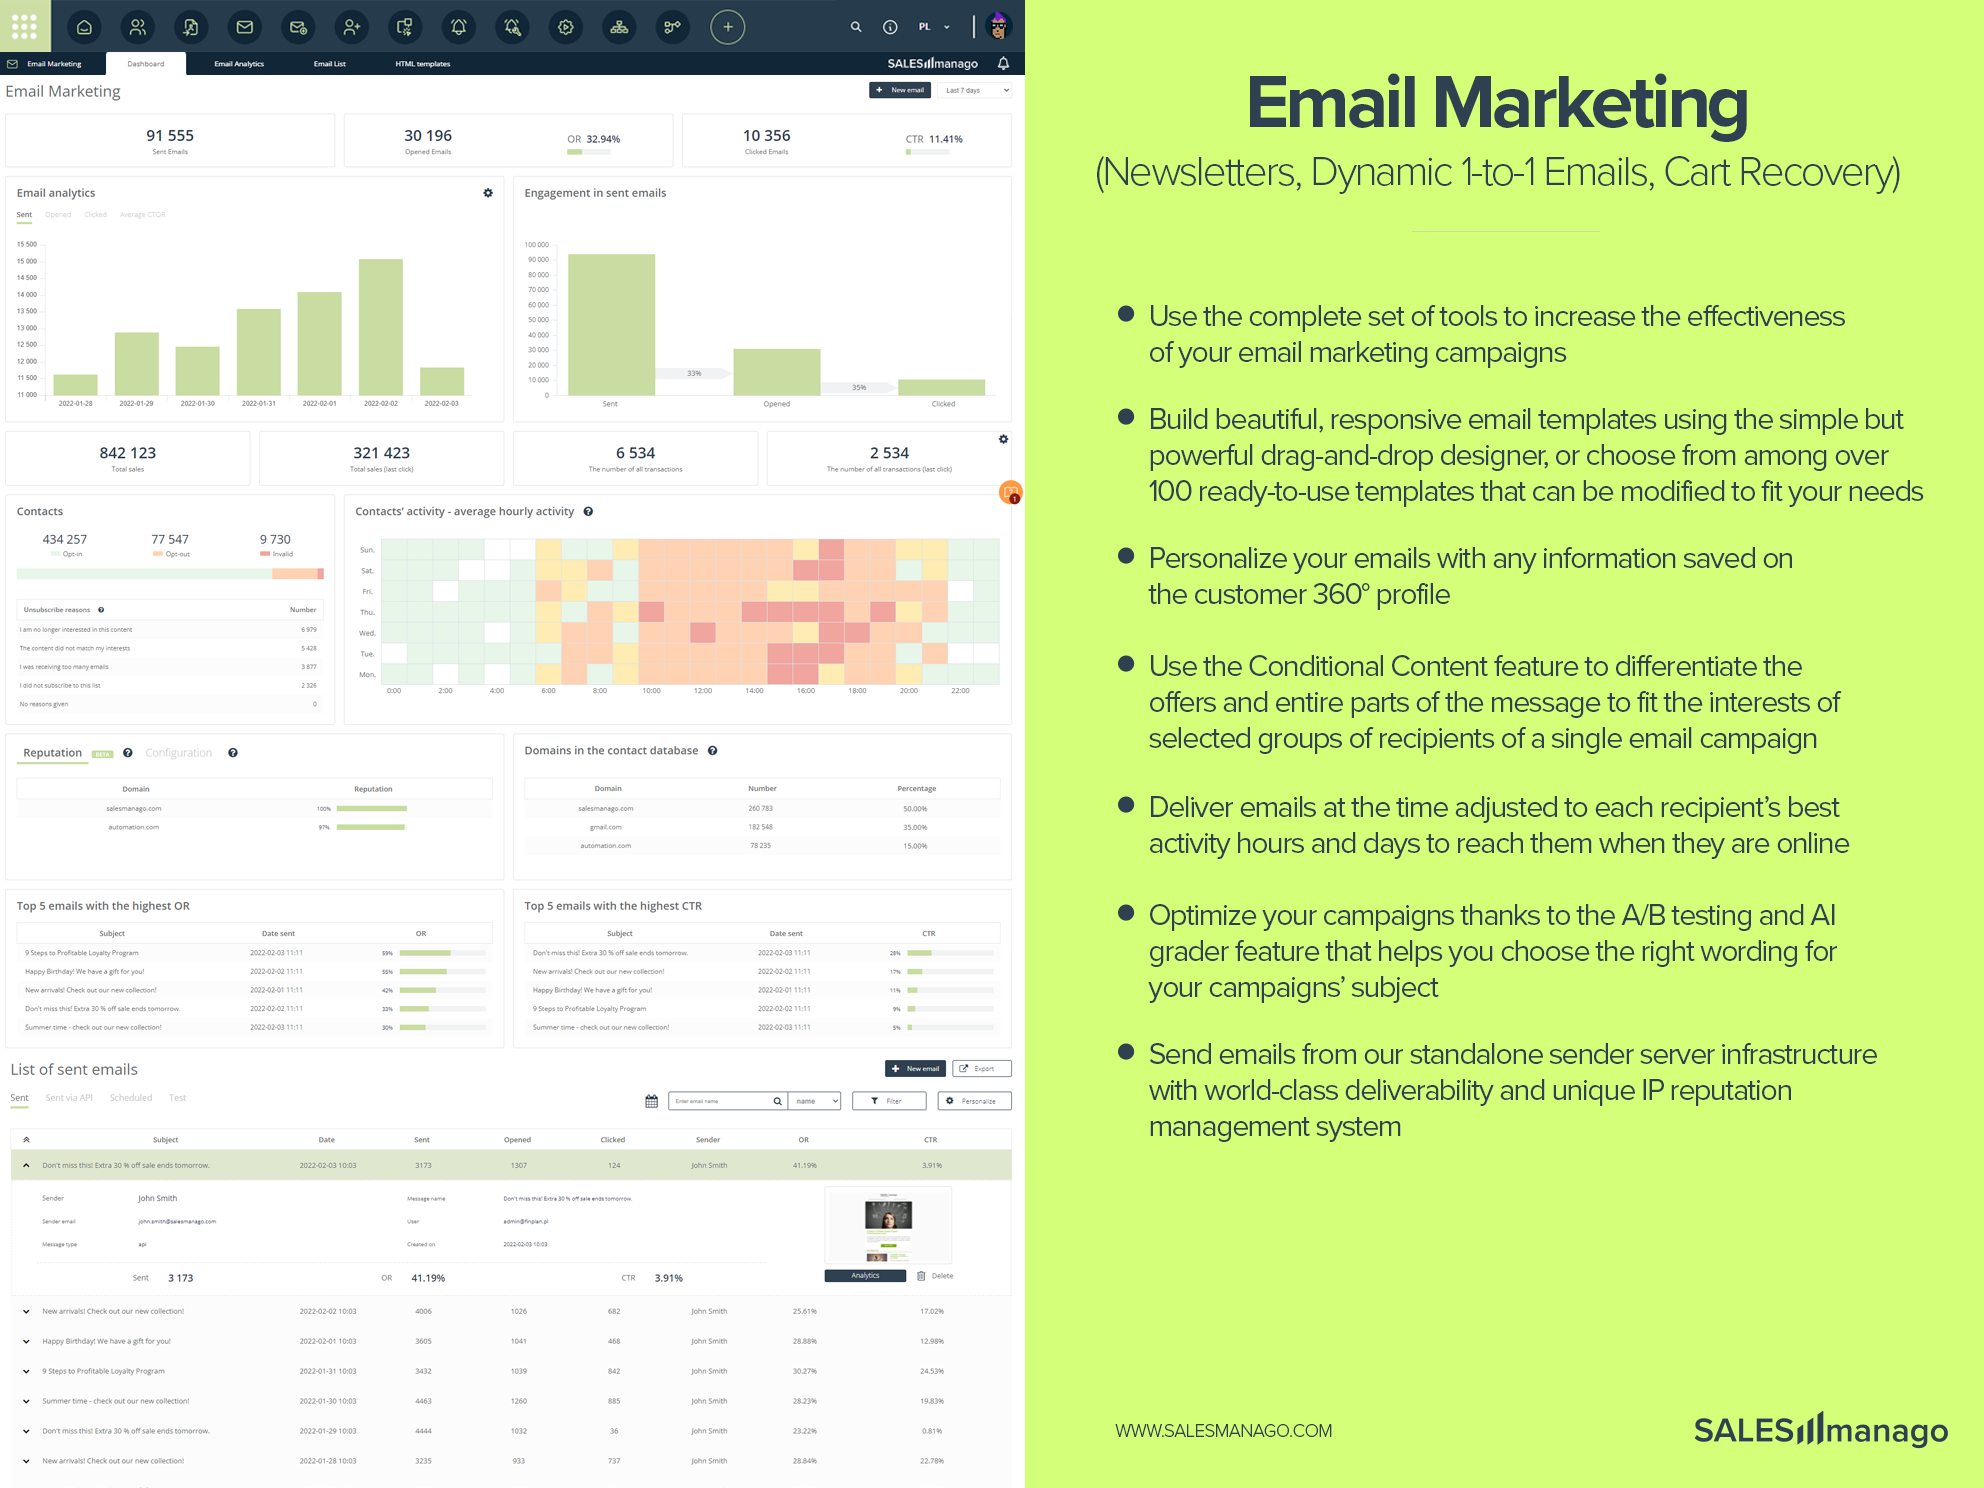 PL
Email Marketing
Dashboard
Email Analytics
Email List
HTML templates
SALESmanago
Email Marketing
+ New email
Last 7 days
91 555
Sent Emails
30 196
Opened Emails
OR 32.94%
10 356
Clicked Emails
CTR 11.41%
Email analytics
Sent Opened Clicked Average CTOR
15 500
15 000
14 500
14 000
13 500
13 000
12 500
12 000
11 500
11 000
2022-01-28 2022-01-29 2022-01-30 2022-01-31 2022-02-01 2022-02-02 2022-02-03
Engagement in sent emails
100 000
90 000
80 000
70 000
60 000
50 000
40 000
30 000
20 000
10 000
0
33%
35%
Sent Opened Clicked
842 123
Total sales
321 423
Total sales (last click)
6 534
The number of all transactions
2 534
The number of all transactions (last click)
1
Contacts
434 257 77 547 9 730
Opt-in Opt-out Invalid
Unsubscribe reasons Number
I am no longer interested in this content 6 979
The content did not match my interests 5 428
I was receiving too many emails 3 877
I did not subscribe to this list 2 326
No reasons given 0
Contacts' activity - average hourly activity
Sun.
Sat.
Fri.
Thu.
Wed.
Tue.
Mon.
0:00 2:00 4:00 6:00 8:00 10:00 12:00 14:00 16:00 18:00 20:00 22:00
Reputation BETA Configuration
Domain Reputation
salesmanago.com 100%
automation.com 97%
Domains in the contact database
Domain Number Percentage
salesmanago.com 260 783 50.00%
gmail.com 182 548 35.00%
automation.com 78 235 15.00%
Top 5 emails with the highest OR
Subject Date sent OR
9 Steps to Profitable Loyalty Program 2022-02-03 11:11 59%
Happy Birthday! We have a gift for you! 2022-02-02 11:11 55%
New arrivals! Check out our new collection! 2022-02-01 11:11 42%
Don't miss this! Extra 30 % off sale ends tomorrow. 2022-02-03 11:11 33%
Summer time - check out our new collection! 2022-02-03 11:11 30%
Top 5 emails with the highest CTR
Subject Date sent CTR
Don't miss this! Extra 30 % off sale ends tomorrow. 2022-02-03 11:11 28%
New arrivals! Check out our new collection! 2022-02-02 11:11 17%
Happy Birthday! We have a gift for you! 2022-02-01 11:11 11%
9 Steps to Profitable Loyalty Program 2022-02-02 11:11 9%
Summer time - check out our new collection! 2022-02-03 11:11 5%
List of sent emails
+ New email
Export
Sent Sent via API Scheduled Test
Enter email name
name
Filter
Personalize
Subject Date Sent Opened Clicked Sender OR CTR
Don't miss this! Extra 30 % off sale ends tomorrow. 2022-02-03 10:03 3173 1307 124 John Smith 41.19% 3.91%
Sender John Smith Message name Don't miss this! Extra 30 % off sale ends tomorrow.
Sender email john.smith@salesmanago.com User admin@finplan.pl
Message type api Created on 2022-02-03 10:03
Sent 3 173 OR 41.19% CTR 3.91%
Analytics
Delete
New arrivals! Check out our new collection! 2022-02-02 10:03 4006 1026 682 John Smith 25.61% 17.02%
Happy Birthday! We have a gift for you! 2022-02-01 10:03 3605 1041 468 John Smith 28.88% 12.98%
9 Steps to Profitable Loyalty Program 2022-01-31 10:03 3432 1039 842 John Smith 30.27% 24.53%
Summer time - check out our new collection! 2022-01-30 10:03 4463 1260 885 John Smith 28.23% 19.83%
Don't miss this! Extra 30 % off sale ends tomorrow. 2022-01-29 10:03 4444 1032 36 John Smith 23.22% 0.81%
New arrivals! Check out our new collection! 2022-01-28 10:03 3235 933 737 John Smith 28.84% 22.78%
Email Marketing
(Newsletters, Dynamic 1-to-1 Emails, Cart Recovery)
● Use the complete set of tools to increase the effectiveness
of your email marketing campaigns
● Build beautiful, responsive email templates using the simple but
powerful drag-and-drop designer, or choose from among over
100 ready-to-use templates that can be modified to fit your needs
● Personalize your emails with any information saved on
the customer 360° profile
● Use the Conditional Content feature to differentiate the
offers and entire parts of the message to fit the interests of
selected groups of recipients of a single email campaign
● Deliver emails at the time adjusted to each recipient's best
activity hours and days to reach them when they are online
● Optimize your campaigns thanks to the A/B testing and AI
grader feature that helps you choose the right wording for
your campaigns' subject
● Send emails from our standalone sender server infrastructure
with world-class deliverability and unique IP reputation
management system
WWW.SALESMANAGO.COM
SALESmanago